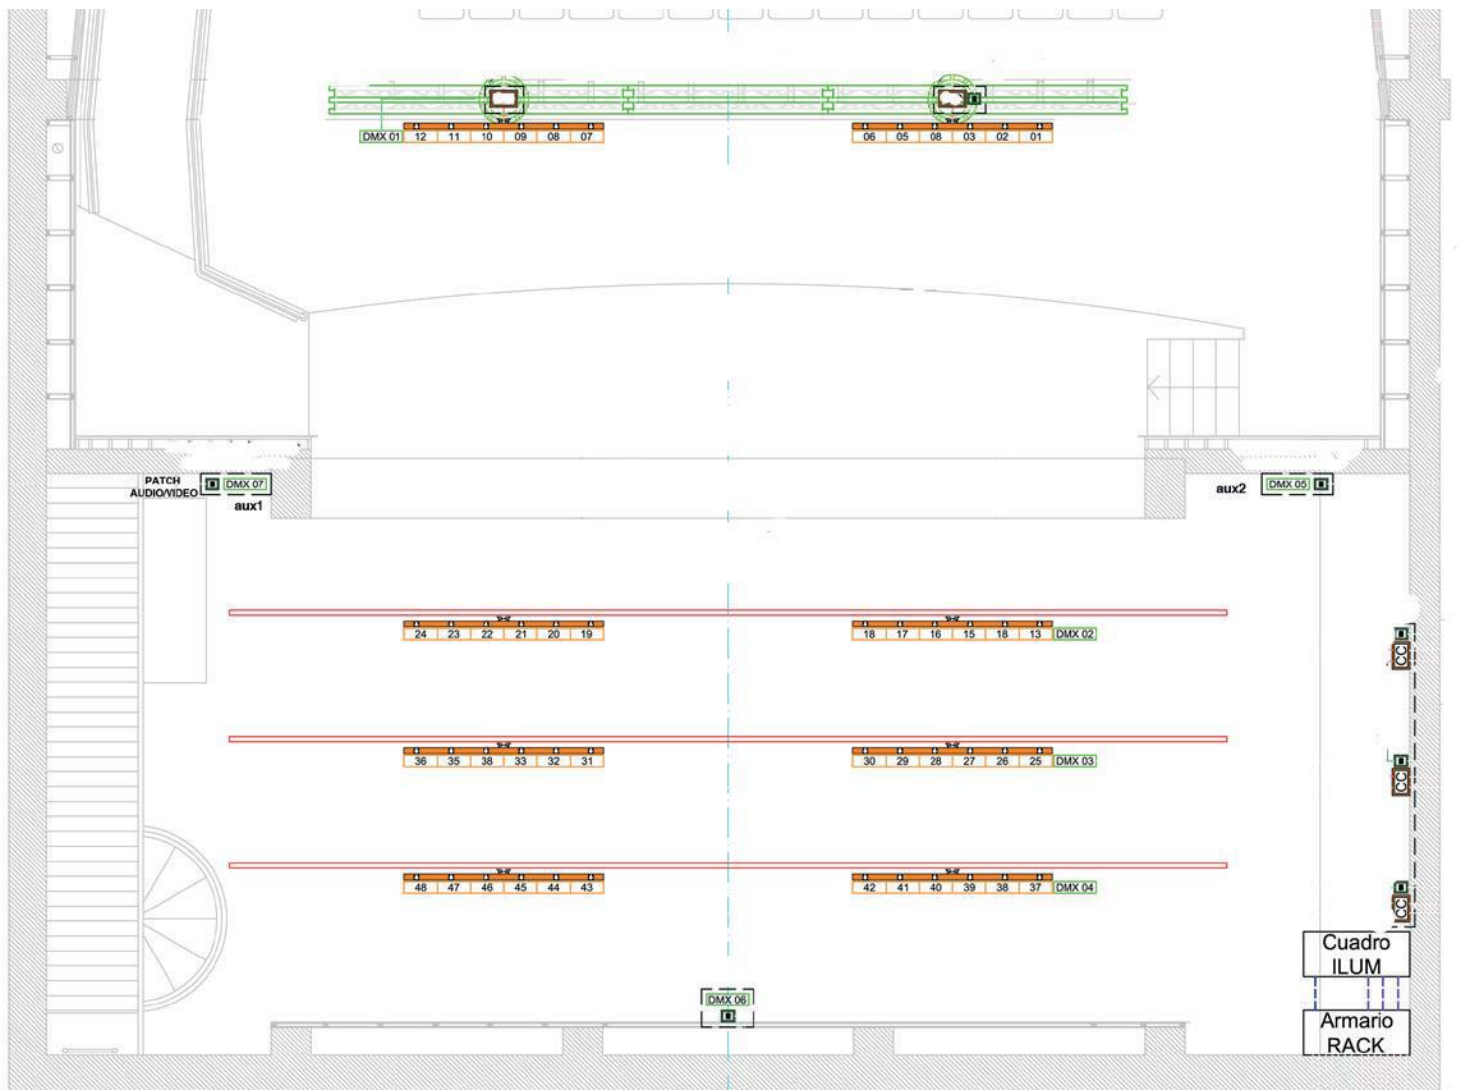 DMX 01 12 11 10 09 08 07
06 05 08 03 02 01
PATCH
AUDIO/VIDEO
DMX 07
aux1
aux2
DMX 05
24 23 22 21 20 19
18 17 16 15 18 13 DMX 02
CC
36 35 38 33 32 31
30 29 28 27 26 25 DMX 03
CC
48 47 46 45 44 43
42 41 40 39 38 37 DMX 04
CC
Cuadro
ILUM
DMX 06
Armario
RACK